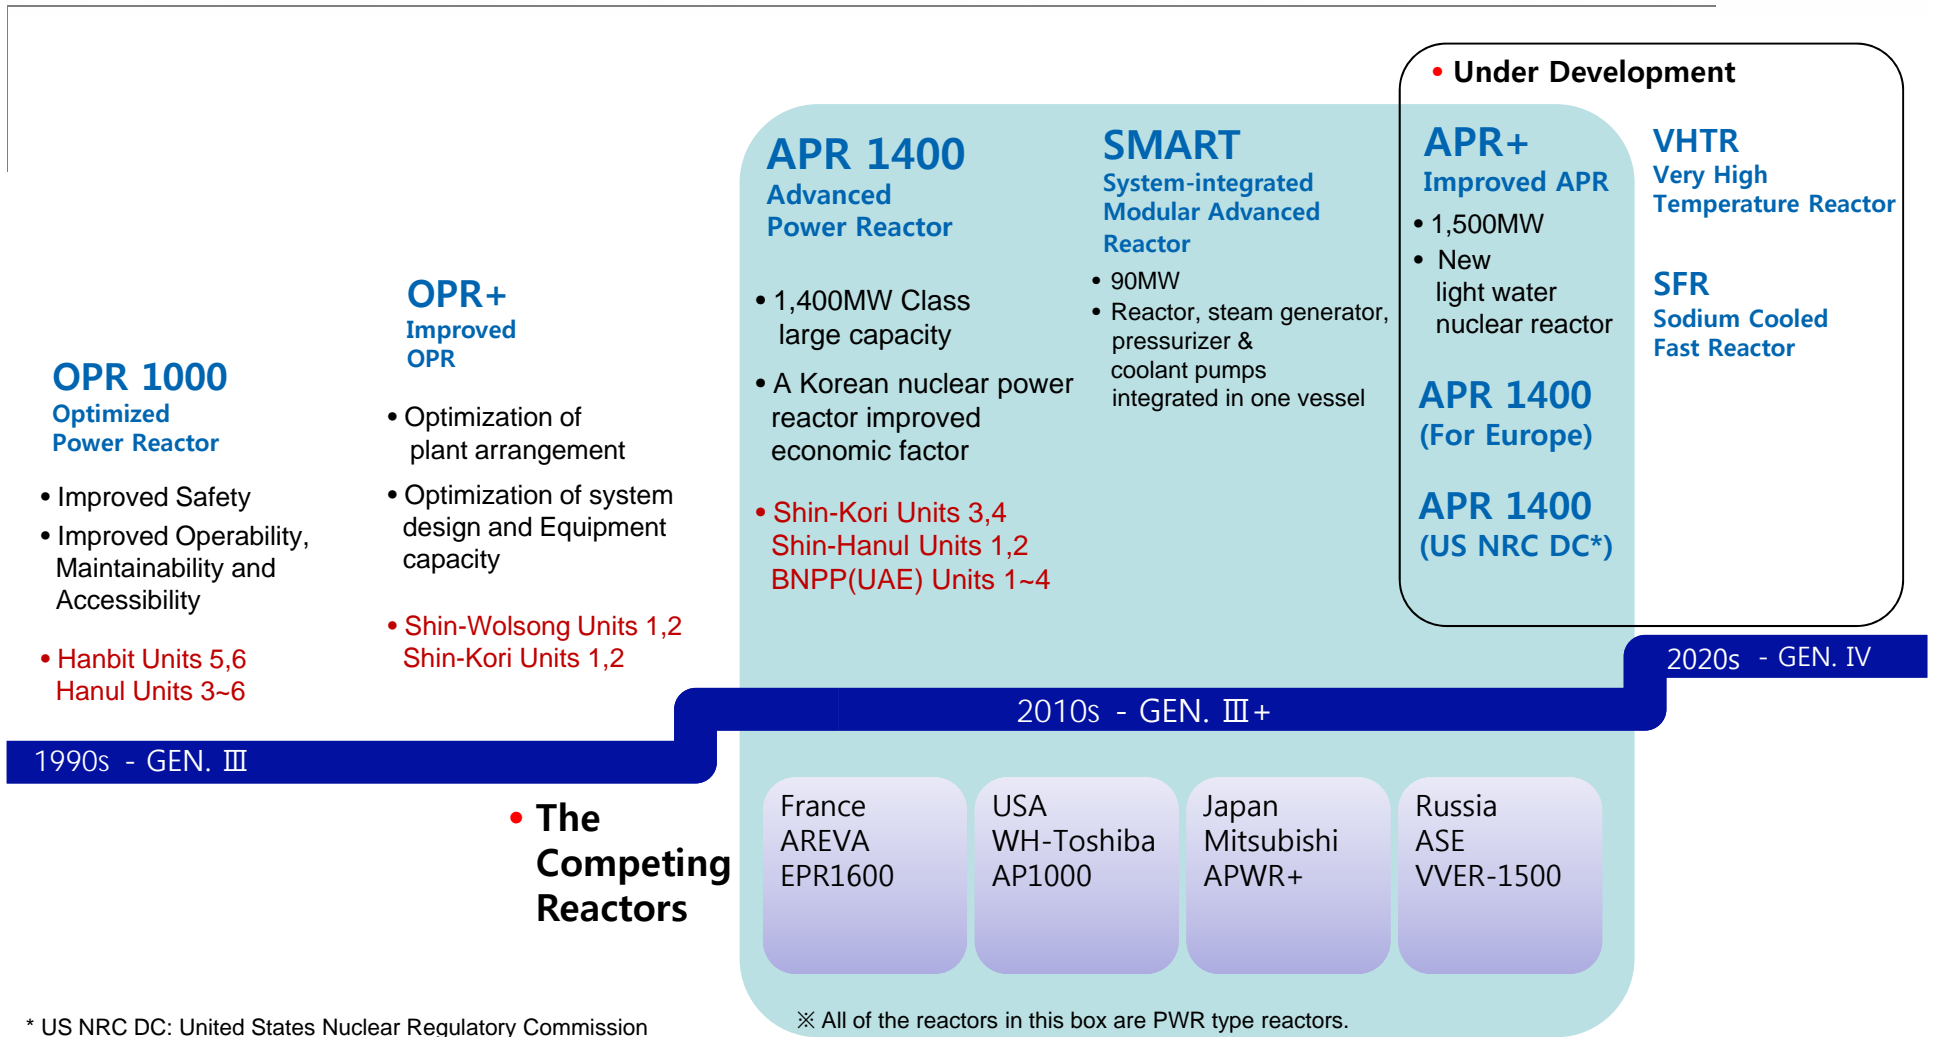 • Under Development
OPR 1000
Optimized
Power Reactor
• Improved Safety
• Improved Operability,
Maintainability and
Accessibility
• Hanbit Units 5,6
Hanul Units 3~6
OPR+
Improved
OPR
• Optimization of
plant arrangement
• Optimization of system
design and Equipment
capacity
• Shin-Wolsong Units 1,2
Shin-Kori Units 1,2
APR 1400
Advanced
Power Reactor
• 1,400MW Class
large capacity
• A Korean nuclear power
reactor improved
economic factor
• Shin-Kori Units 3,4
Shin-Hanul Units 1,2
BNPP(UAE) Units 1~4
SMART
System-integrated
Modular Advanced
Reactor
• 90MW
• Reactor, steam generator,
pressurizer &
coolant pumps
integrated in one vessel
APR+
Improved APR
• 1,500MW
• New
light water
nuclear reactor
APR 1400
(For Europe)
APR 1400
(US NRC DC*)
VHTR
Very High
Temperature Reactor
SFR
Sodium Cooled
Fast Reactor
1990s - GEN. Ⅲ
2010s - GEN. Ⅲ+
2020s - GEN. IV
• The
Competing
Reactors
France
AREVA
EPR1600
USA
WH-Toshiba
AP1000
Japan
Mitsubishi
APWR+
Russia
ASE
VVER-1500
※ All of the reactors in this box are PWR type reactors.
* US NRC DC: United States Nuclear Regulatory Commission